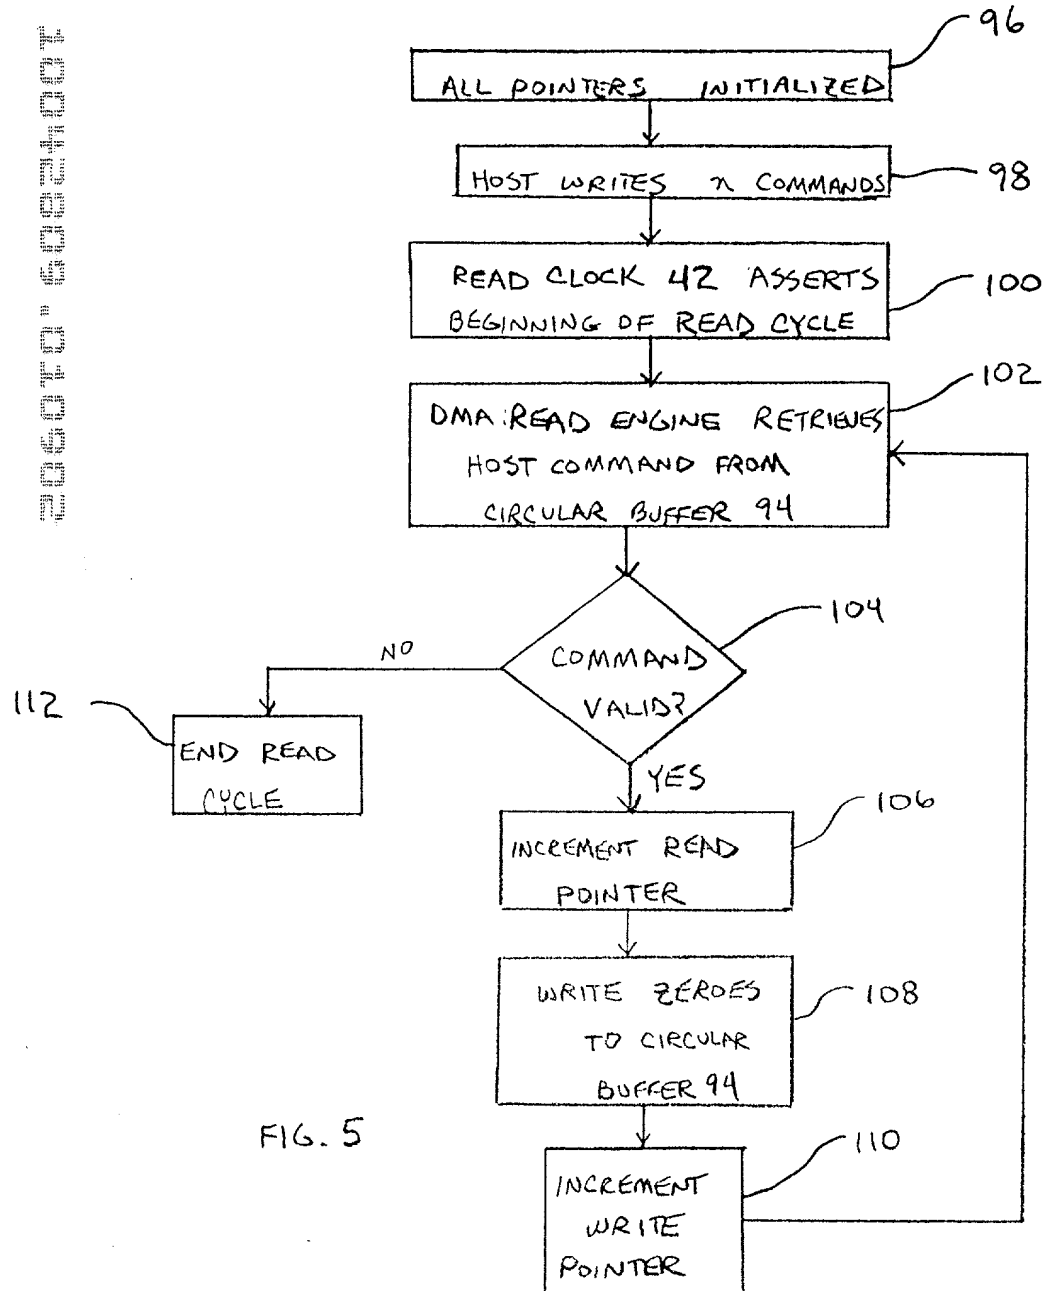 96
ALL POINTERS INITIALIZED
HOST WRITES n COMMANDS
98
READ CLOCK 42 ASSERTS
BEGINNING OF READ CYCLE
100
102
DMA READ ENGINE RETRIEVES
HOST COMMAND FROM
CIRCULAR BUFFER 94
104
COMMAND
VALID?
NO
112
END READ
CYCLE
YES
106
INCREMENT READ
POINTER
108
WRITE ZEROES
TO CIRCULAR
BUFFER 94
FIG. 5
110
INCREMENT
WRITE
POINTER
10042809.010902